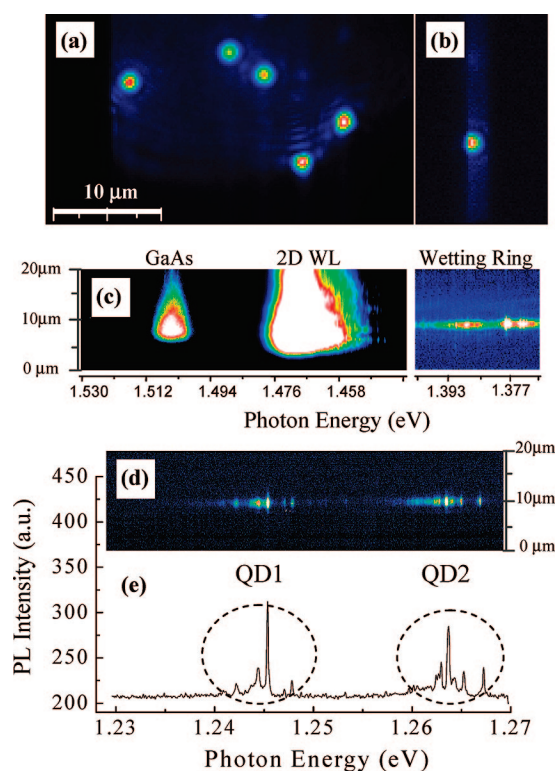 (a)
(b)
10 μm
GaAs 2D WL Wetting Ring
20μm
(c)
10μm
0 μm
1.530 1.512 1.494 1.476 1.458 1.393 1.377
Photon Energy (eV)
(d)
20μm
10μm
0 μm
450
400
350
300
250
200
PL Intensity (a.u.)
(e)
QD1 QD2
1.23 1.24 1.25 1.26 1.27
Photon Energy (eV)